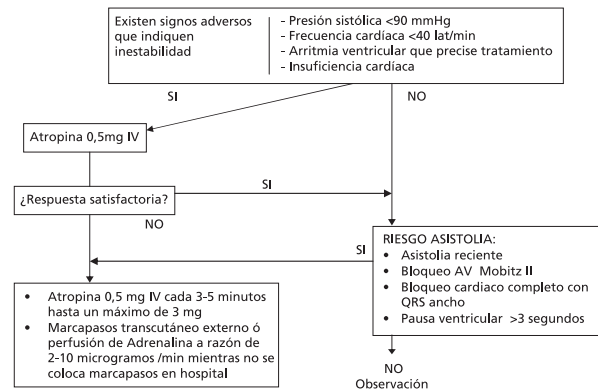 Existen signos adversos
que indiquen
inestabilidad
- Presión sistólica <90 mmHg
- Frecuencia cardíaca <40 lat/min
- Arritmia ventricular que precise tratamiento
- Insuficiencia cardíaca
SI
NO
Atropina 0,5mg IV
¿Respuesta satisfactoria?
SI
NO
SI
RIESGO ASISTOLIA:
• Asistolia reciente
• Bloqueo AV Mobitz II
• Bloqueo cardiaco completo con
QRS ancho
• Pausa ventricular >3 segundos
• Atropina 0,5 mg IV cada 3-5 minutos
hasta un máximo de 3 mg
• Marcapasos transcutáneo externo ó
perfusión de Adrenalina a razón de
2-10 microgramos /min mientras no se
coloca marcapasos en hospital
NO
Observación